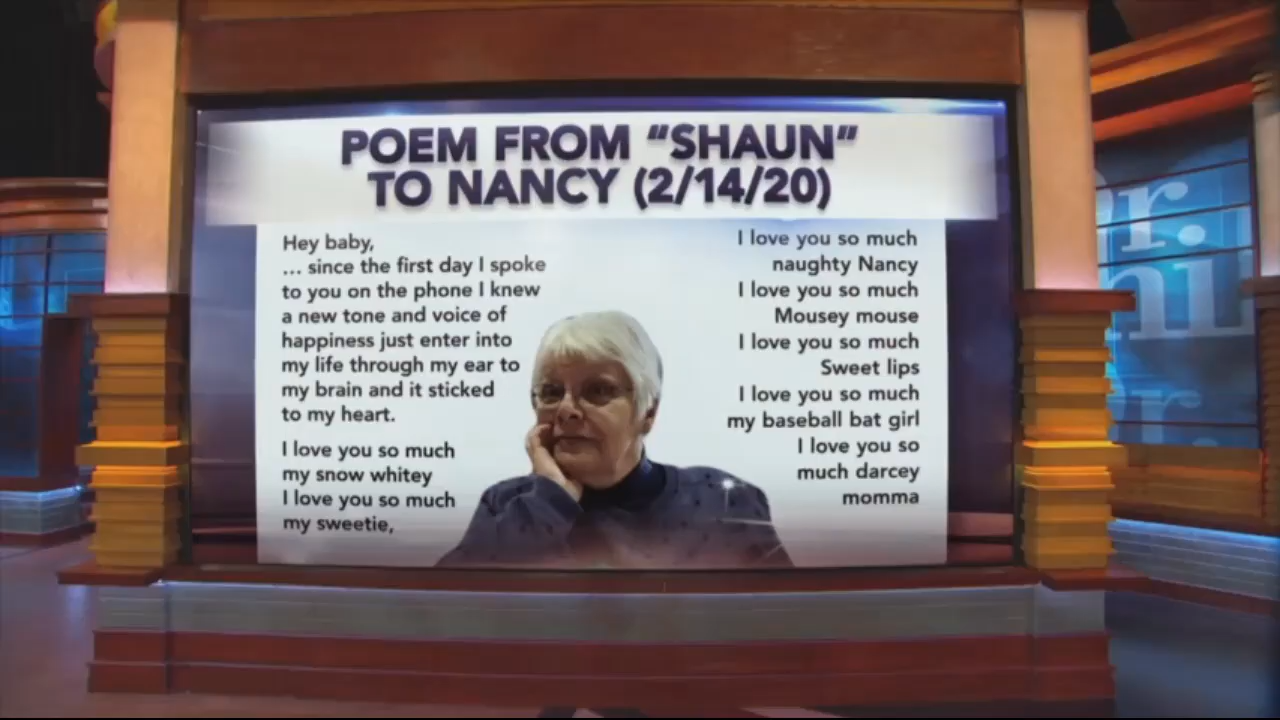 POEM FROM “SHAUN”
TO NANCY (2/14/20)
Hey baby,
... since the first day I spoke
to you on the phone I knew
a new tone and voice of
happiness just enter into
my life through my ear to
my brain and it sticked
to my heart.
I love you so much
my snow whitey
I love you so much
my sweetie,
I love you so much
naughty Nancy
I love you so much
Mousey mouse
I love you so much
Sweet lips
I love you so much
my baseball bat girl
I love you so
much darcey
momma